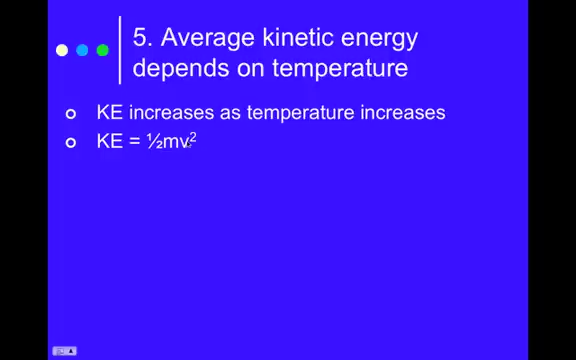 5. Average kinetic energy
depends on temperature
KE increases as temperature increases
KE = ½mv²